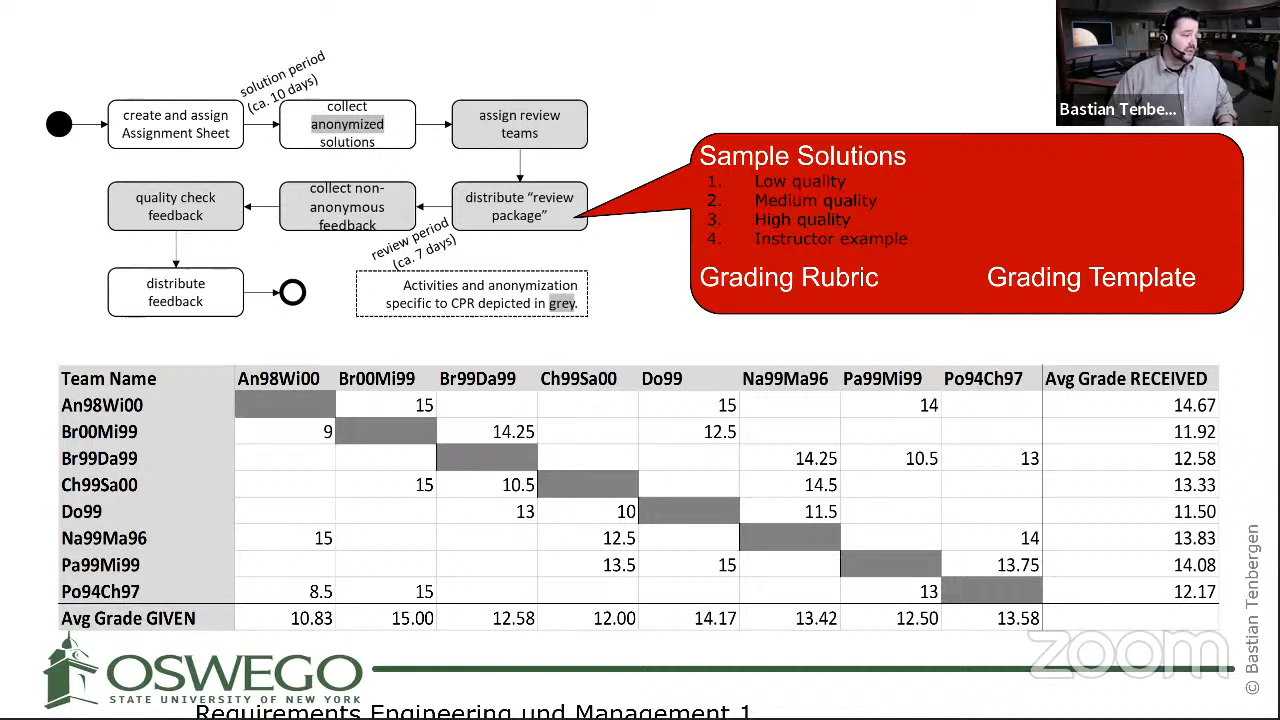 solution period
(ca. 10 days)
create and assign
Assignment Sheet
collect
anonymized
solutions
assign review
teams
quality check
feedback
collect non-
anonymous
feedback
distribute “review
package”
review period
(ca. 7 days)
distribute
feedback
Activities and anonymization
specific to CPR depicted in grey.
Bastian Tenbe...
Sample Solutions
1. Low quality
2. Medium quality
3. High quality
4. Instructor example
Grading Rubric Grading Template
Team Name An98Wi00 Br00Mi99 Br99Da99 Ch99Sa00 Do99 Na99Ma96 Pa99Mi99 Po94Ch97 Avg Grade RECEIVED
An98Wi00 15 15 14 14.67
Br00Mi99 9 14.25 12.5 11.92
Br99Da99 14.25 10.5 13 12.58
Ch99Sa00 15 10.5 14.5 13.33
Do99 13 10 11.5 11.50
Na99Ma96 15 12.5 14 13.83
Pa99Mi99 13.5 15 13.75 14.08
Po94Ch97 8.5 15 13 12.17
Avg Grade GIVEN 10.83 15.00 12.58 12.00 14.17 13.42 12.50 13.58
© Bastian Tenbergen
zoom
OSWEGO
STATE UNIVERSITY OF NEW YORK
Requirements Engineering und Management 1